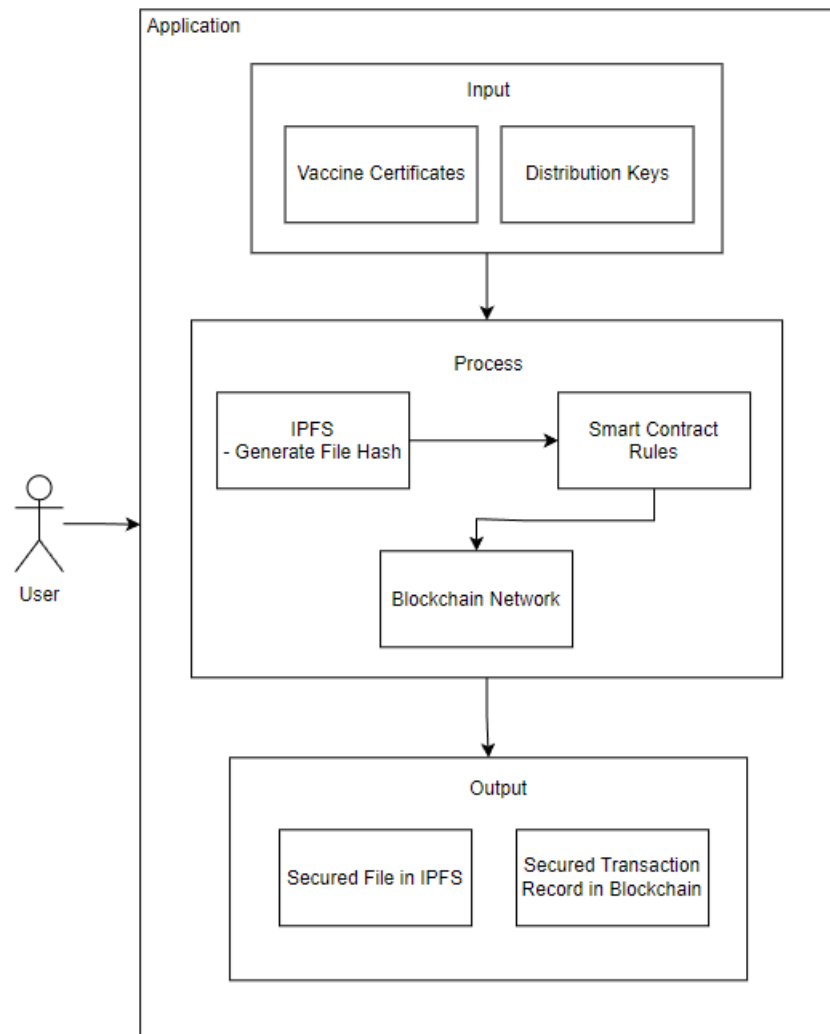 Application
Input
Vaccine Certificates
Distribution Keys
Process
IPFS
- Generate File Hash
Smart Contract
Rules
Blockchain Network
User
Output
Secured File in IPFS
Secured Transaction
Record in Blockchain